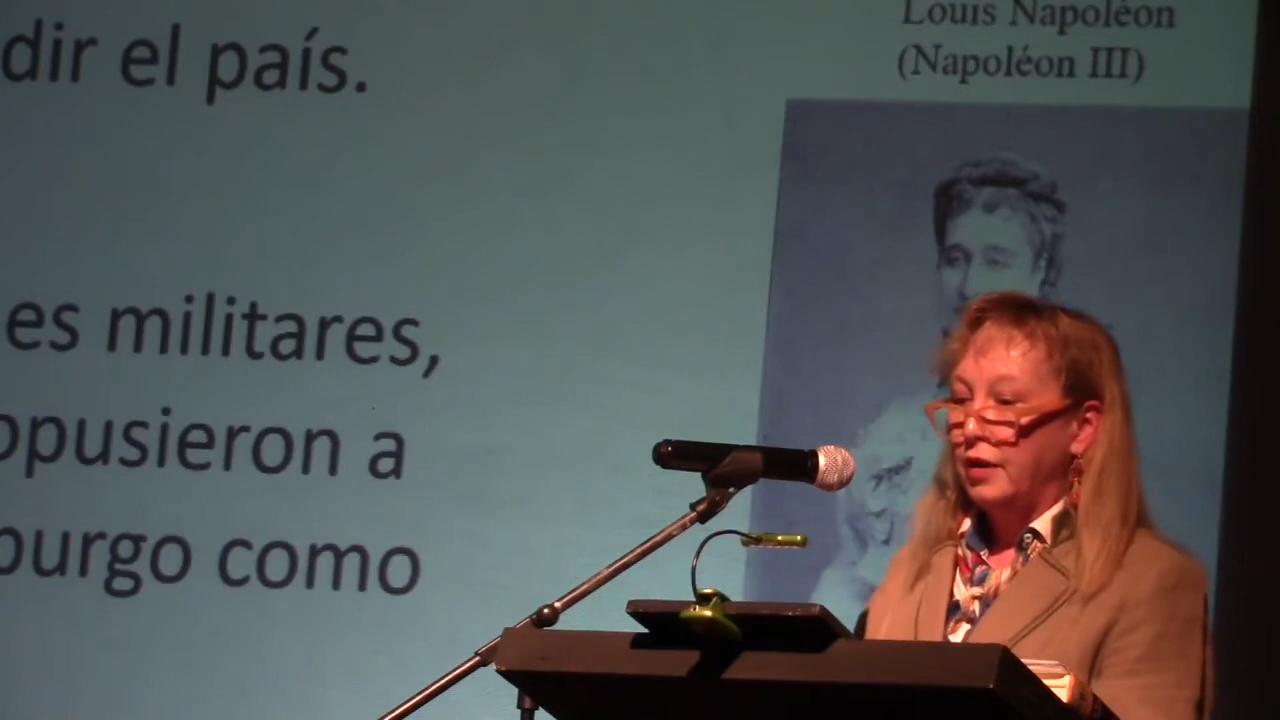 dir el país.
es militares,
opusieron a
burgo como
Louis Napoléon
(Napoléon III)